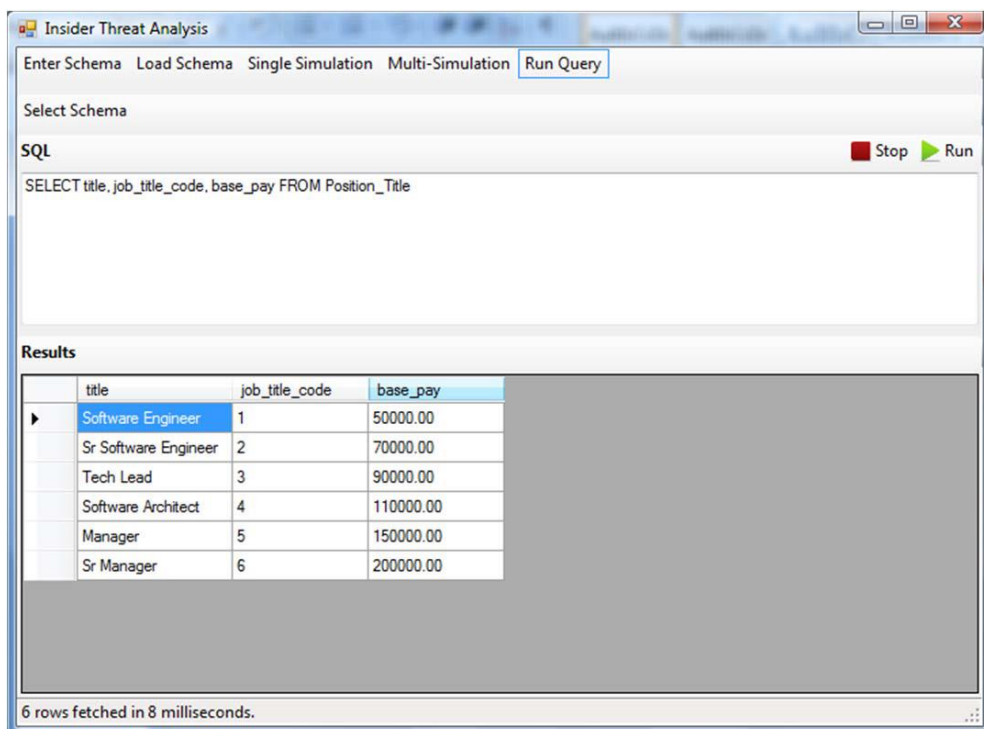 Insider Threat Analysis
Enter Schema Load Schema Single Simulation Multi-Simulation Run Query
Select Schema
SQL Stop Run
SELECT title, job_title_code, base_pay FROM Position_Title
Results
title job_title_code base_pay
Software Engineer 1 50000.00
Sr Software Engineer 2 70000.00
Tech Lead 3 90000.00
Software Architect 4 110000.00
Manager 5 150000.00
Sr Manager 6 200000.00
6 rows fetched in 8 milliseconds.